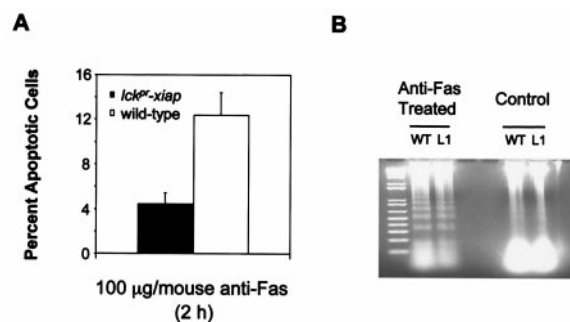 A
B
Percent Apoptotic Cells
16
12
8
4
0
lckᵖʳ-xiap
wild-type
100 μg/mouse anti-Fas
(2 h)
Anti-Fas
Treated
Control
WT L1
WT L1